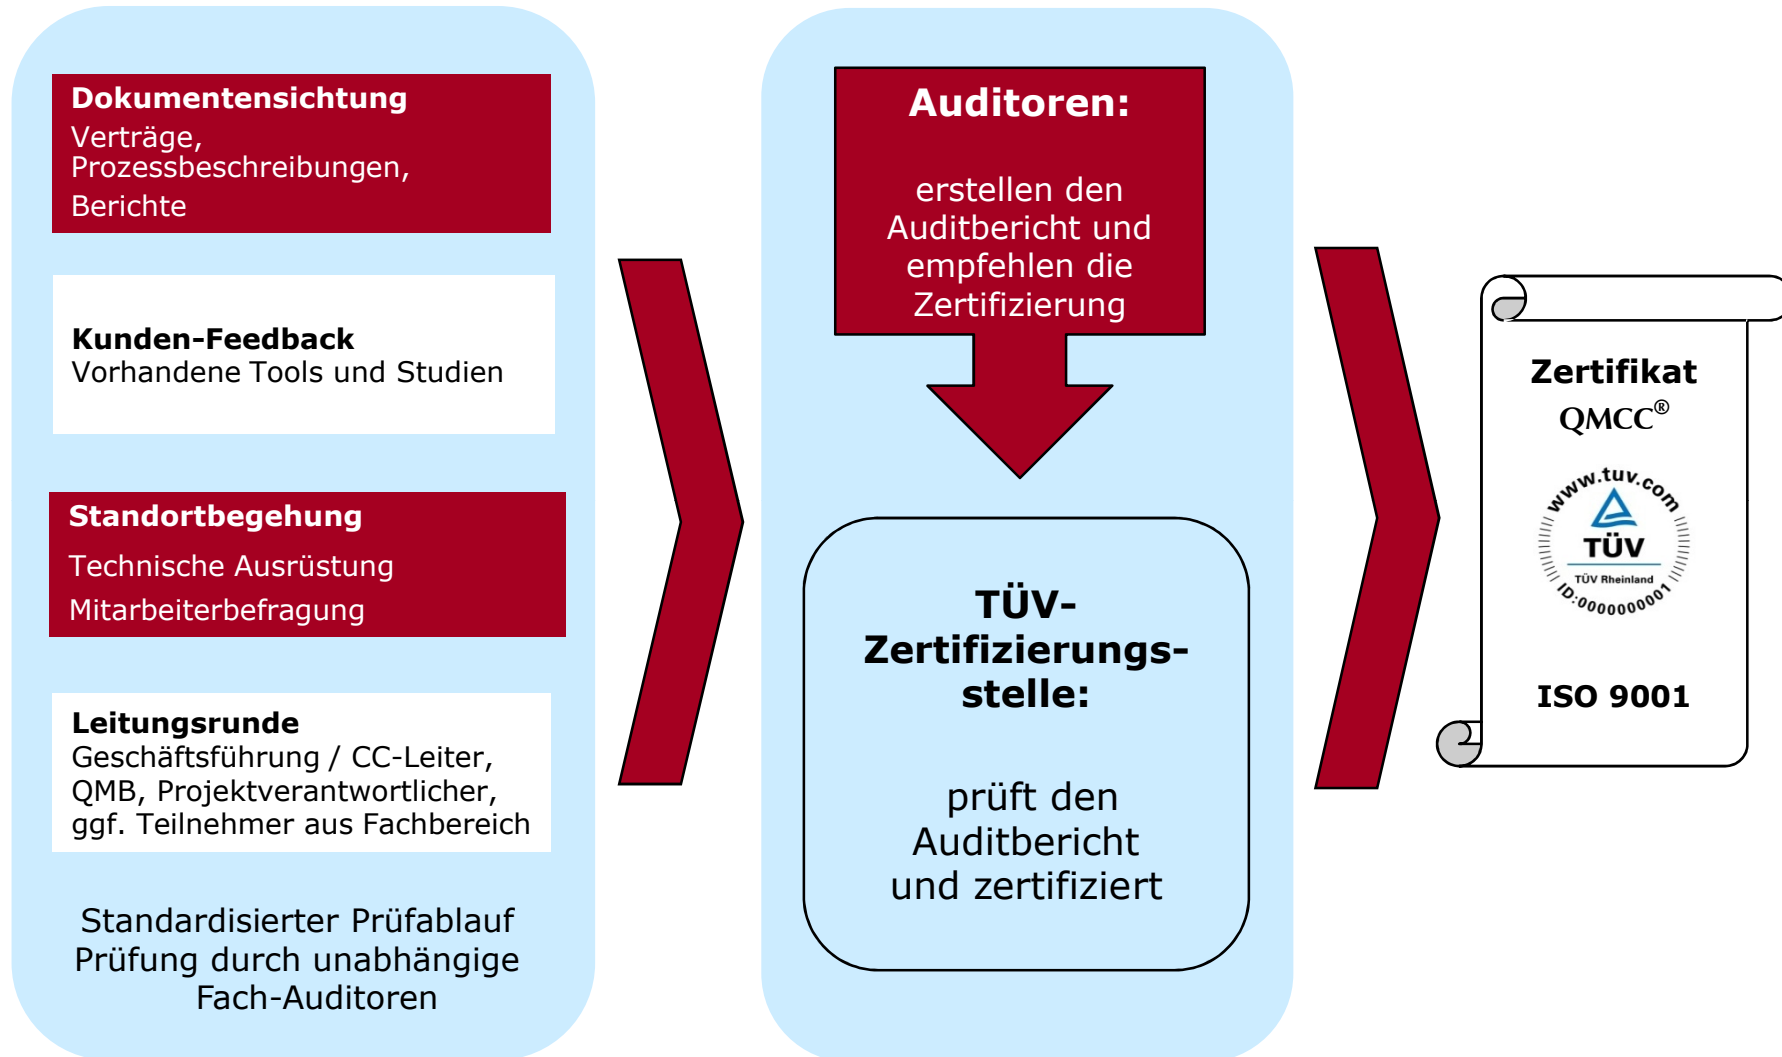 Dokumentensichtung
Verträge,
Prozessbeschreibungen,
Berichte
Kunden-Feedback
Vorhandene Tools und Studien
Standortbegehung
Technische Ausrüstung
Mitarbeiterbefragung
Leitungsrunde
Geschäftsführung / CC-Leiter,
QMB, Projektverantwortlicher,
ggf. Teilnehmer aus Fachbereich
Standardisierter Prüfablauf
Prüfung durch unabhängige
Fach-Auditoren
Auditoren:
erstellen den
Auditbericht und
empfehlen die
Zertifizierung
TÜV-
Zertifizierungs-
stelle:
prüft den
Auditbericht
und zertifiziert
Zertifikat
QMCC®
www.tuv.com
TÜV
TÜV Rheinland
ID:0000000001
ISO 9001